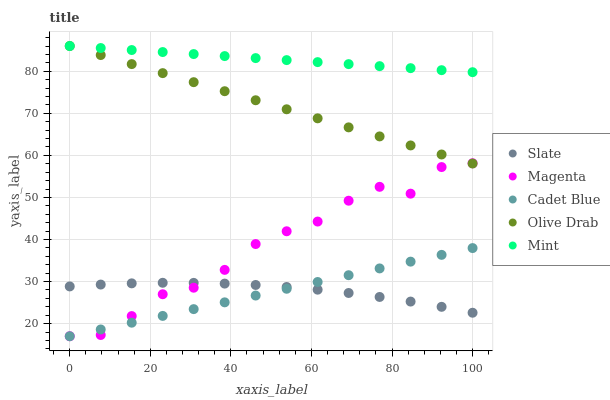 title
yaxis_label
80
70
60
50
40
30
20
0 20 40 60 80 100
xaxis_label
Slate
Magenta
Cadet Blue
Olive Drab
Mint